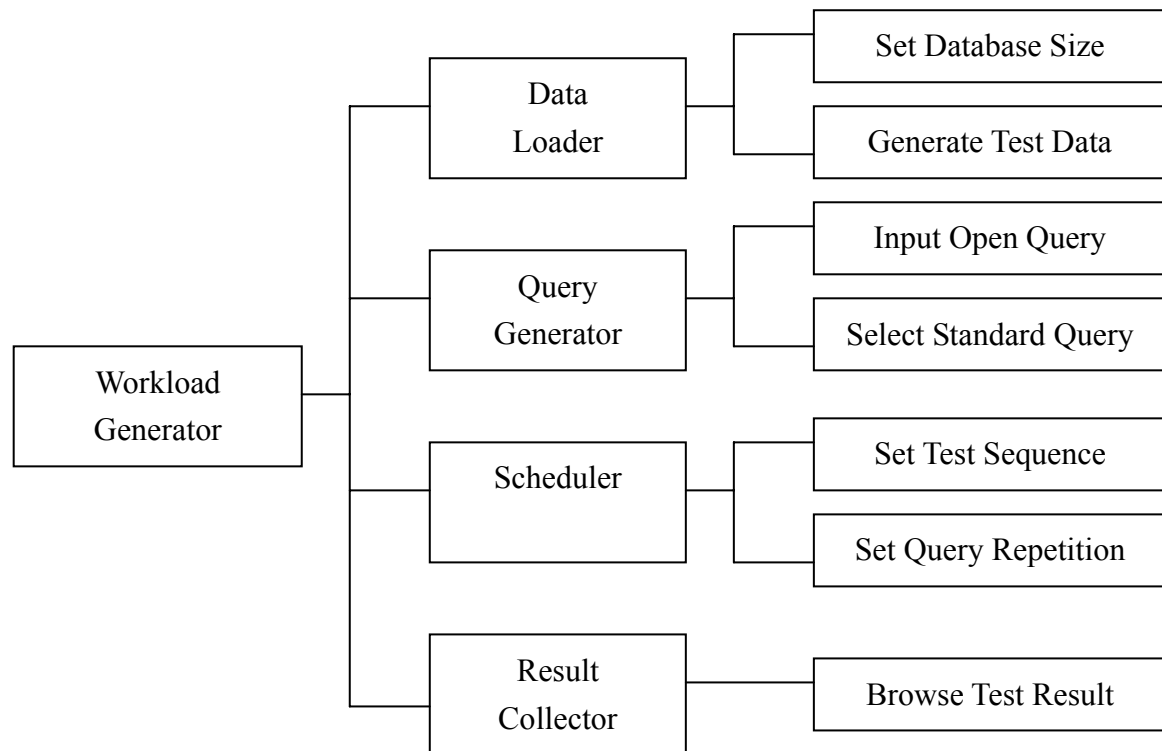 Set Database Size
Data
Loader
Generate Test Data
Input Open Query
Query
Generator
Select Standard Query
Workload
Generator
Set Test Sequence
Scheduler
Set Query Repetition
Result
Collector
Browse Test Result